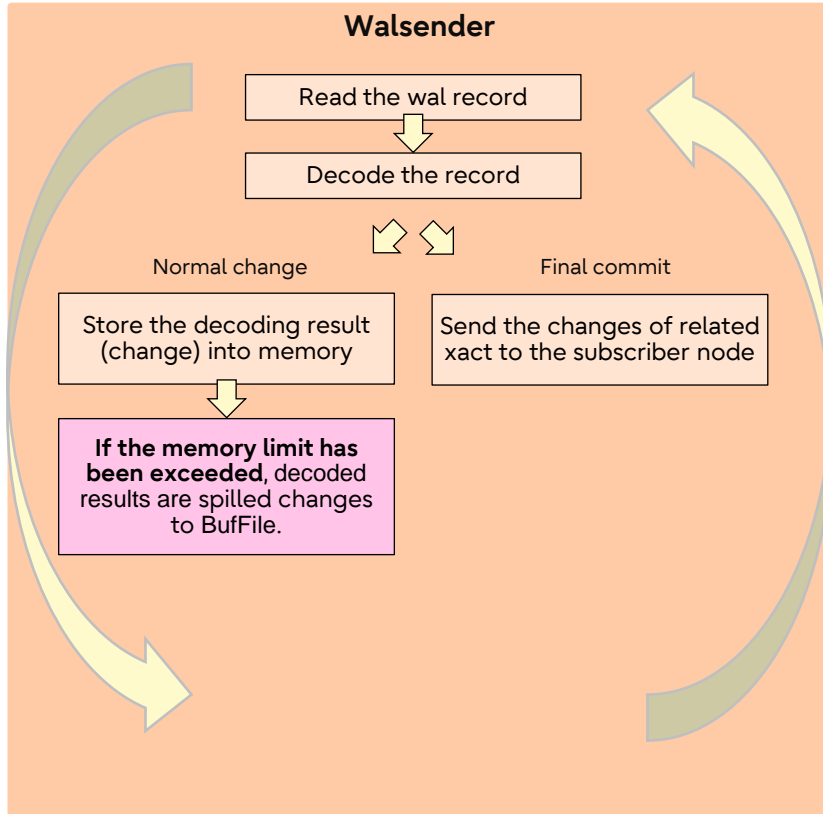 Walsender
Read the wal record
Decode the record
Normal change
Final commit
Store the decoding result
(change) into memory
Send the changes of related
xact to the subscriber node
If the memory limit has
been exceeded, decoded
results are spilled changes
to BufFile.